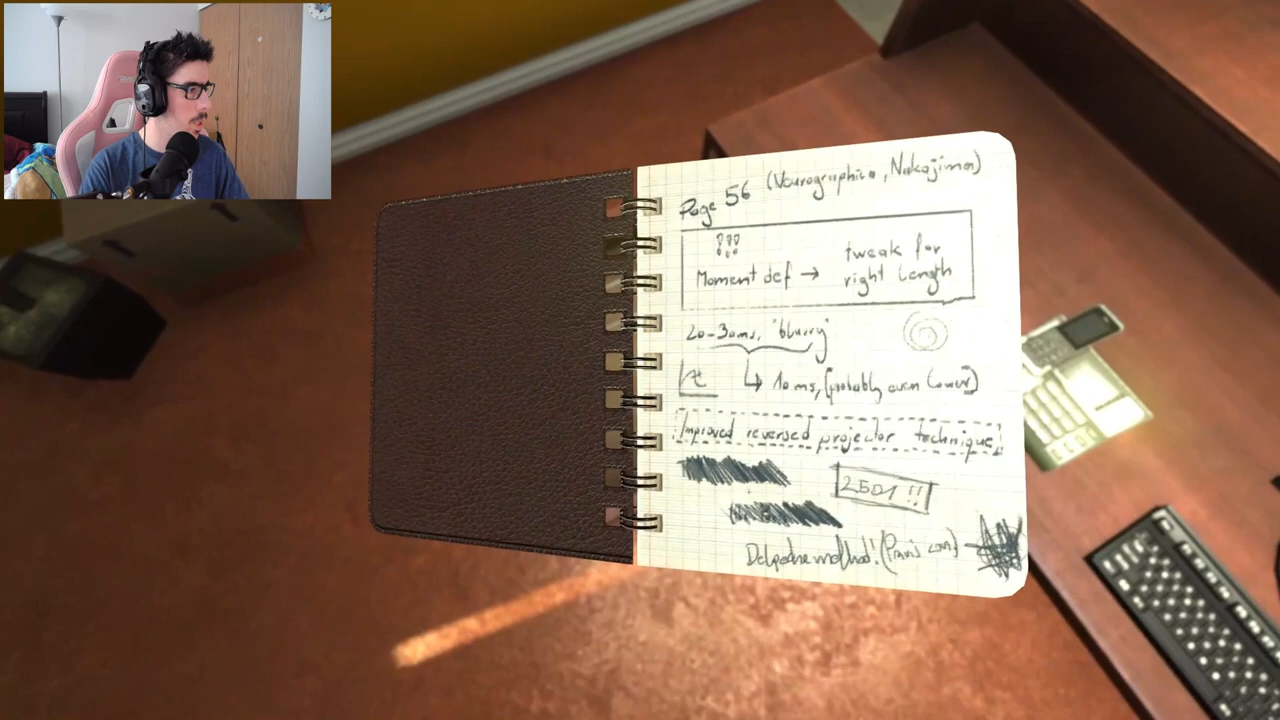 Page 56 (Neurographica, Nakajima)
???
Moment def → tweak for
right length
20-30ms, "blurry"
↳ 10 ms, (probably even lower)
Improved reversed projector technique!
2501 !!
method! (Paris con)